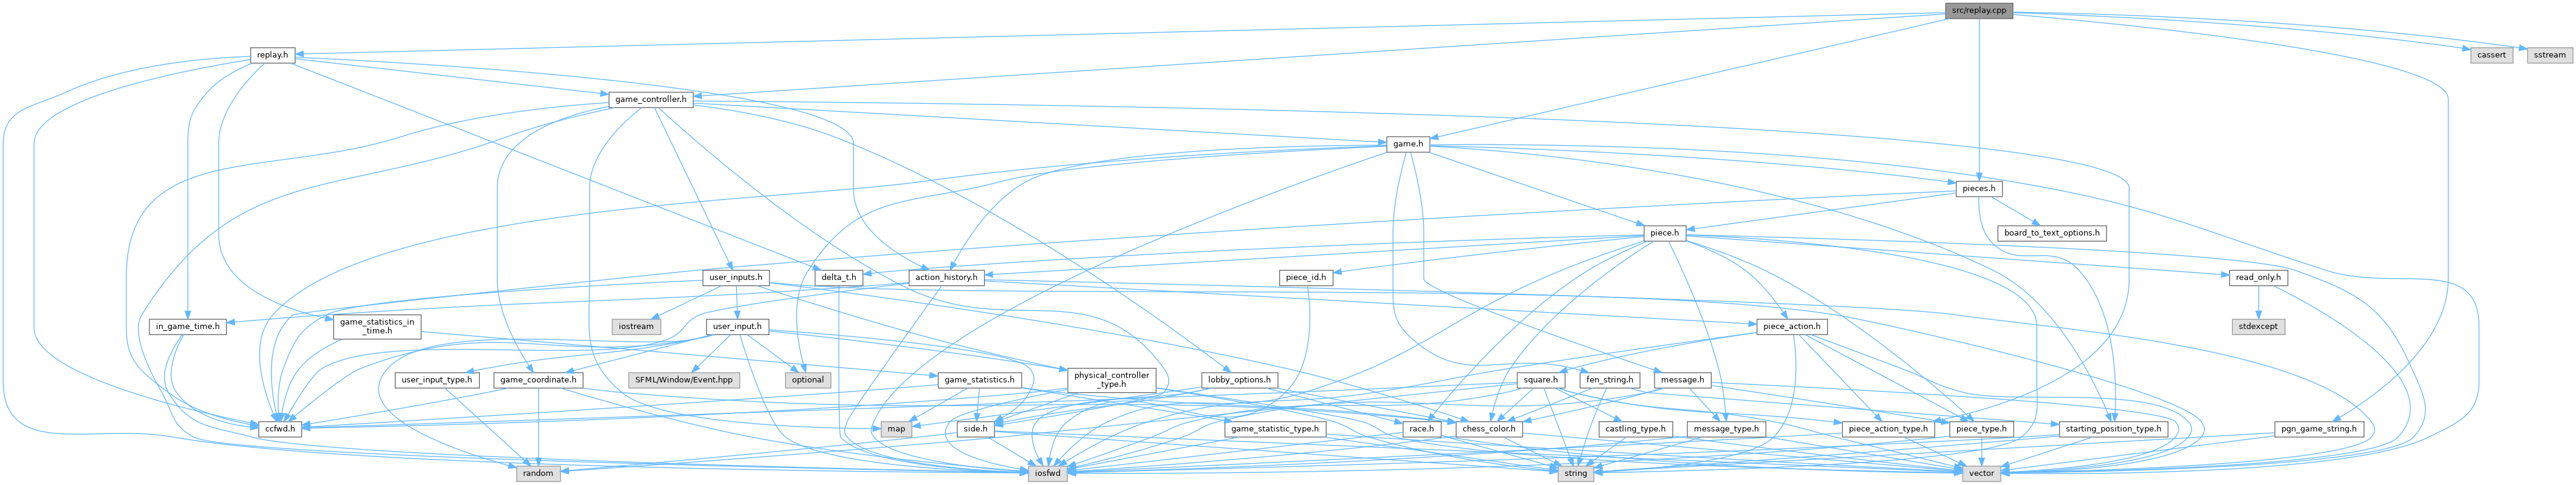 src/replay.cpp
replay.h
cassert
sstream
game_controller.h
game.h
pieces.h
piece.h
board_to_text_options.h
user_inputs.h
delta_t.h
action_history.h
piece_id.h
read_only.h
in_game_time.h
game_statistics_in
_time.h
iostream
user_input.h
piece_action.h
stdexcept
user_input_type.h
game_coordinate.h
SFML/Window/Event.hpp
optional
game_statistics.h
physical_controller
_type.h
lobby_options.h
square.h
fen_string.h
message.h
ccfwd.h
map
side.h
game_statistic_type.h
race.h
chess_color.h
castling_type.h
message_type.h
piece_action_type.h
piece_type.h
starting_position_type.h
pgn_game_string.h
random
iosfwd
string
vector